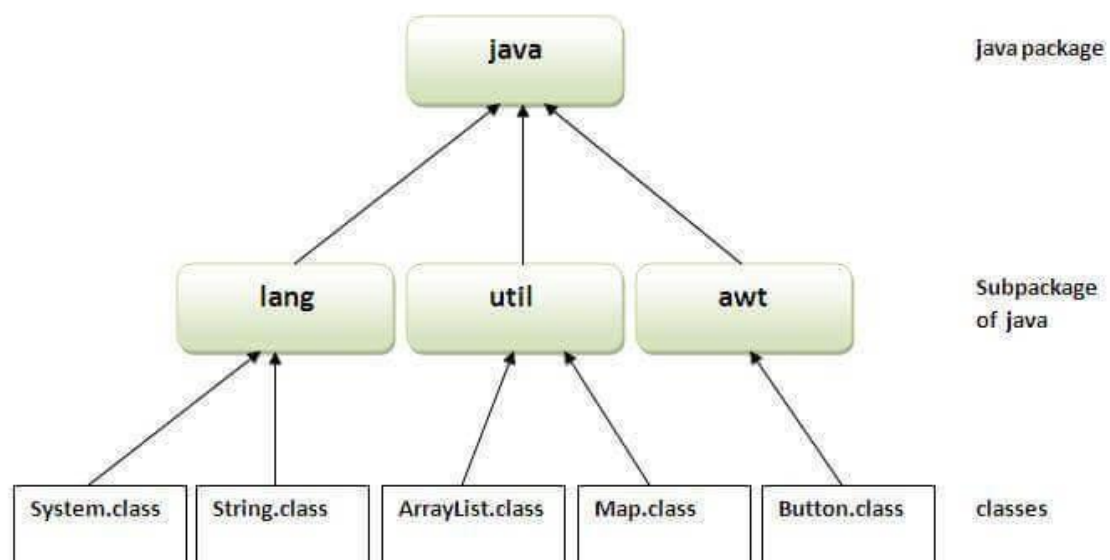 java
java package
lang
util
awt
Subpackage
of java
System.class
String.class
ArrayList.class
Map.class
Button.class
classes